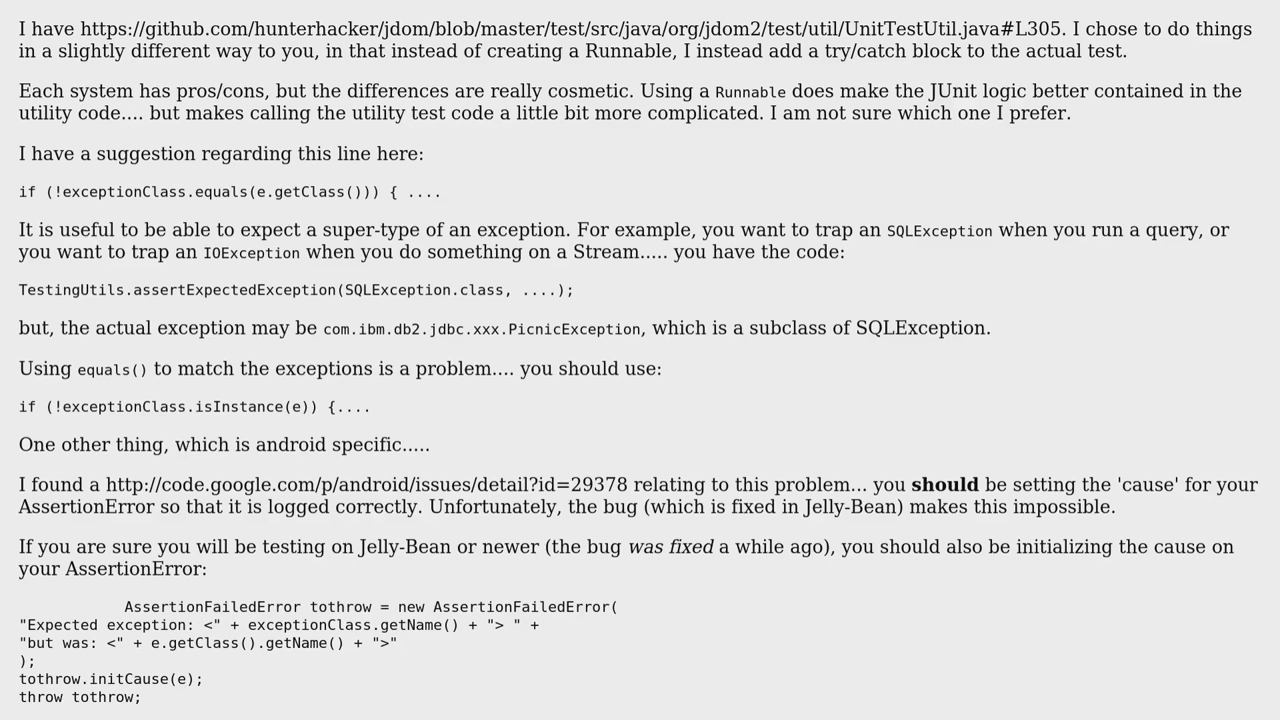 I have https://github.com/hunterhacker/jdom/blob/master/test/src/java/org/jdom2/test/util/UnitTestUtil.java#L305. I chose to do things
in a slightly different way to you, in that instead of creating a Runnable, I instead add a try/catch block to the actual test.
Each system has pros/cons, but the differences are really cosmetic. Using a Runnable does make the JUnit logic better contained in the
utility code.... but makes calling the utility test code a little bit more complicated. I am not sure which one I prefer.
I have a suggestion regarding this line here:
if (!exceptionClass.equals(e.getClass())) { ....
It is useful to be able to expect a super-type of an exception. For example, you want to trap an SQLException when you run a query, or
you want to trap an IOException when you do something on a Stream..... you have the code:
TestingUtils.assertExpectedException(SQLException.class, ....);
but, the actual exception may be com.ibm.db2.jdbc.xxx.PicnicException, which is a subclass of SQLException.
Using equals() to match the exceptions is a problem.... you should use:
if (!exceptionClass.isInstance(e)) {....
One other thing, which is android specific.....
I found a http://code.google.com/p/android/issues/detail?id=29378 relating to this problem... you should be setting the 'cause' for your
AssertionError so that it is logged correctly. Unfortunately, the bug (which is fixed in Jelly-Bean) makes this impossible.
If you are sure you will be testing on Jelly-Bean or newer (the bug was fixed a while ago), you should also be initializing the cause on
your AssertionError:
AssertionFailedError tothrow = new AssertionFailedError(
"Expected exception: <" + exceptionClass.getName() + "> " +
"but was: <" + e.getClass().getName() + ">"
);
tothrow.initCause(e);
throw tothrow;